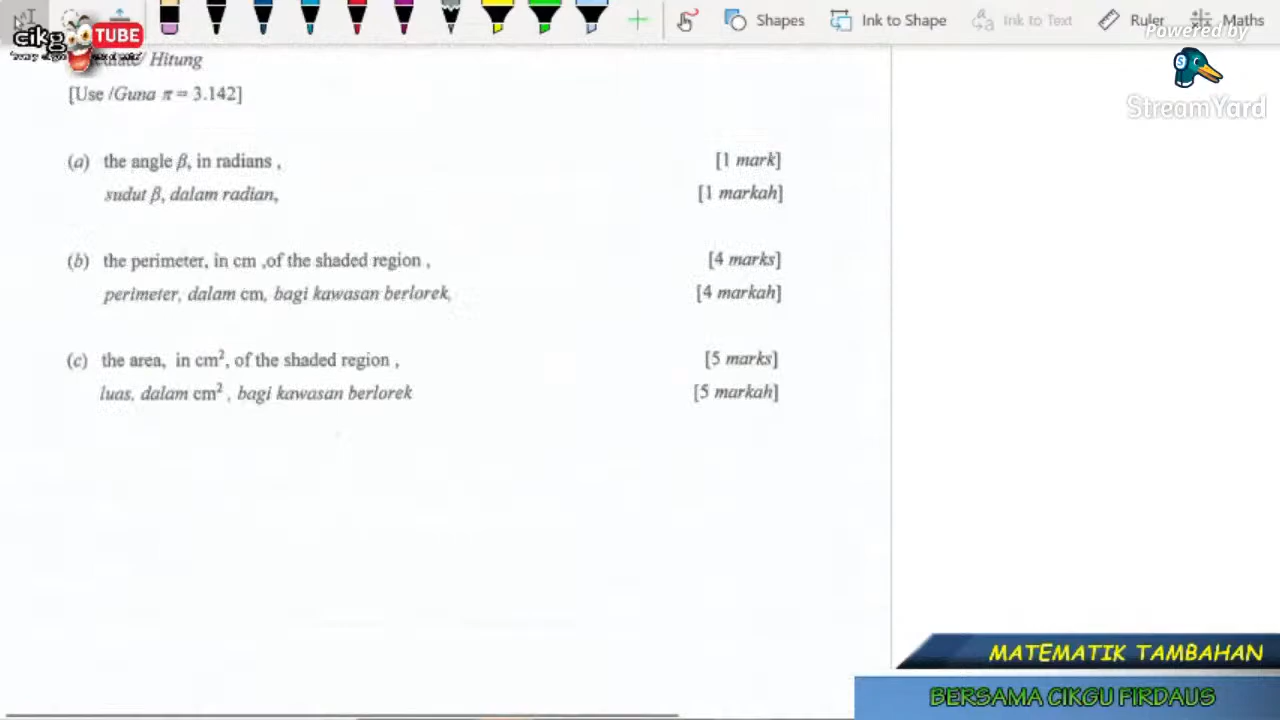 Shapes
Ink to Shape
Ink to Text
Ruler
Maths
cikg
TUBE
Powered by
StreamYard
/ Hitung
[Use /Guna π = 3.142]
(a) the angle β, in radians , [1 mark]
sudut β, dalam radian, [1 markah]
(b) the perimeter, in cm ,of the shaded region , [4 marks]
perimeter, dalam cm, bagi kawasan berlorek, [4 markah]
(c) the area, in cm², of the shaded region , [5 marks]
luas, dalam cm² , bagi kawasan berlorek [5 markah]
MATEMATIK TAMBAHAN
BERSAMA CIKGU PIRDAUS